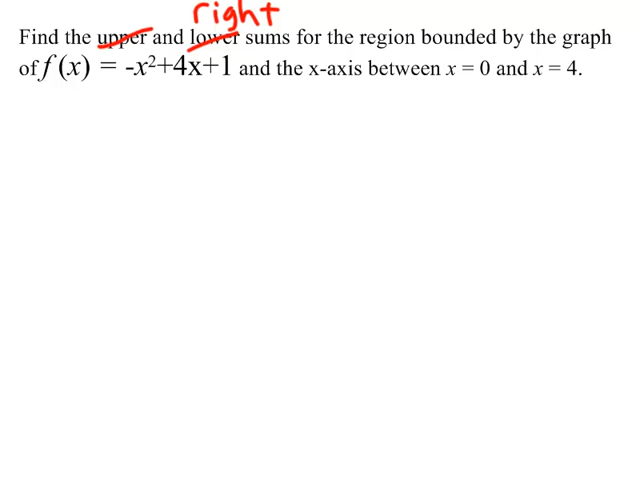 right
Find the upper and lower sums for the region bounded by the graph
of f (x) = -x²+4x+1 and the x-axis between x = 0 and x = 4.